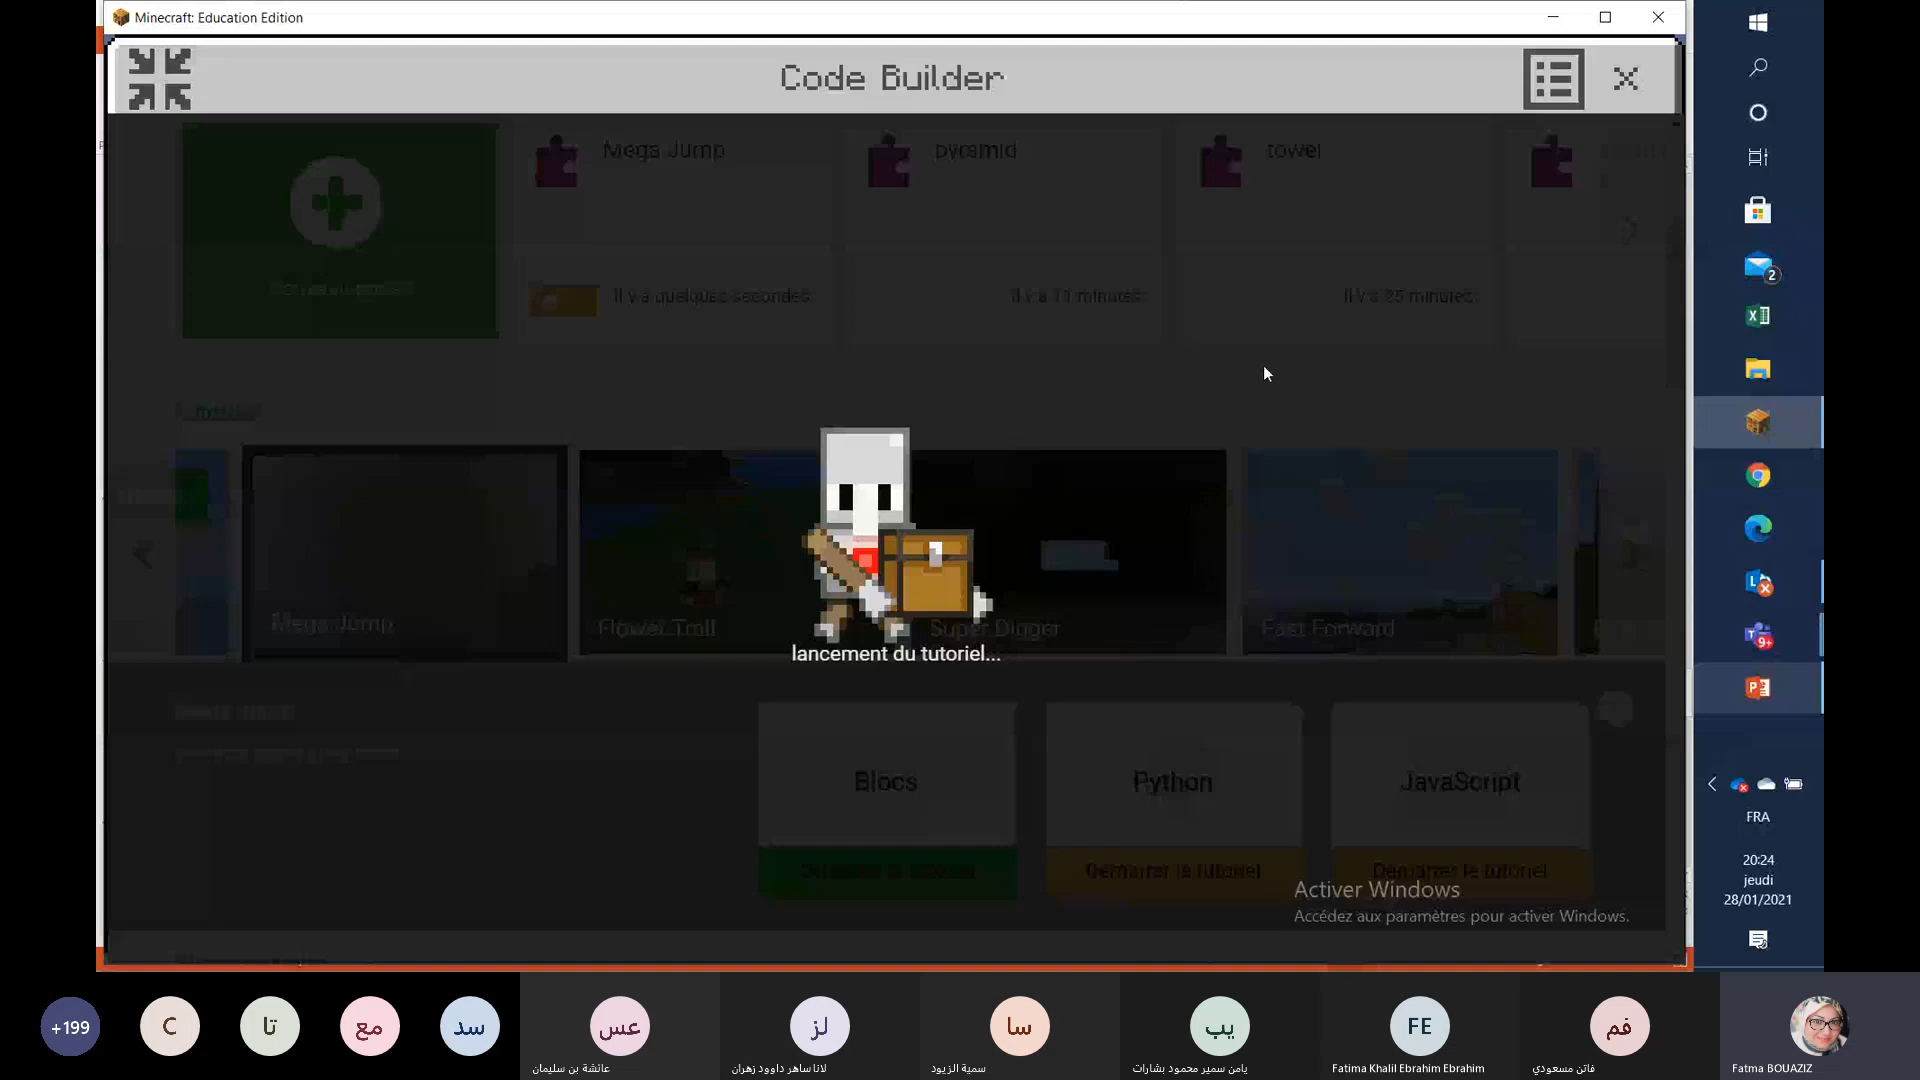 Minecraft: Education Edition
Code Builder
Mega Jump
pyramid
tower
Il y a quelques secondes
Il y a 11 minutes
Il y a 25 minutes
Mega Jump
Flower Trail
Super Digger
Fast Forward
lancement du tutoriel...
Blocs
Python
JavaScript
Démarrer le tutoriel
Démarrer le tutoriel
Activer Windows
Accédez aux paramètres pour activer Windows.
2
9+
FRA
20:24
jeudi
28/01/2021
+199
C
تا
مع
سد
عس
لز
سا
يب
FE
فم
عائشة بن سليمان
لانا ساهر داوود زهران
سمية الزيود
يامن سمير محمود بشارات
Fatima Khalil Ebrahim Ebrahim
فاتن مسعودي
Fatma BOUAZIZ